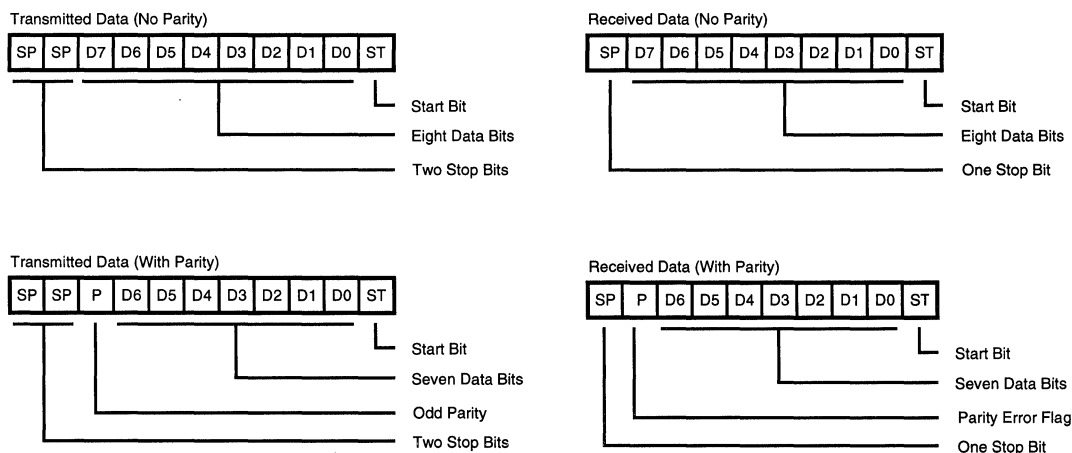 Transmitted Data (No Parity)
SP SP D7 D6 D5 D4 D3 D2 D1 D0 ST
Start Bit
Eight Data Bits
Two Stop Bits
Received Data (No Parity)
SP D7 D6 D5 D4 D3 D2 D1 D0 ST
Start Bit
Eight Data Bits
One Stop Bit
Transmitted Data (With Parity)
SP SP P D6 D5 D4 D3 D2 D1 D0 ST
Start Bit
Seven Data Bits
Odd Parity
Two Stop Bits
Received Data (With Parity)
SP P D6 D5 D4 D3 D2 D1 D0 ST
Start Bit
Seven Data Bits
Parity Error Flag
One Stop Bit